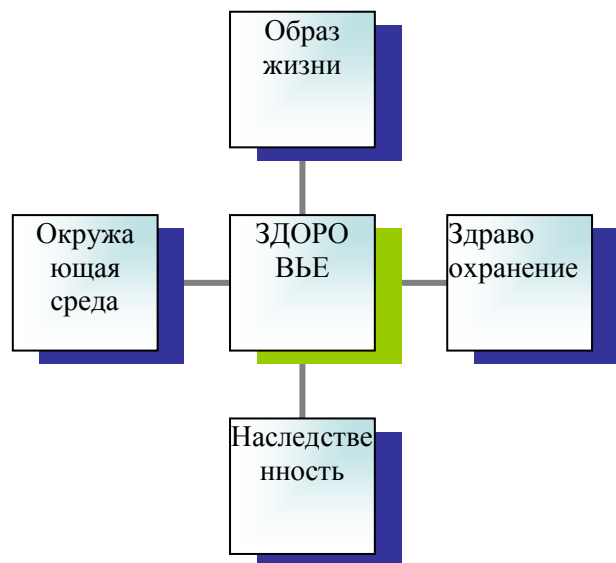 Образ
жизни
Окружа
ющая
среда
ЗДОРО
ВЬЕ
Здраво
охранение
Наследстве
нность